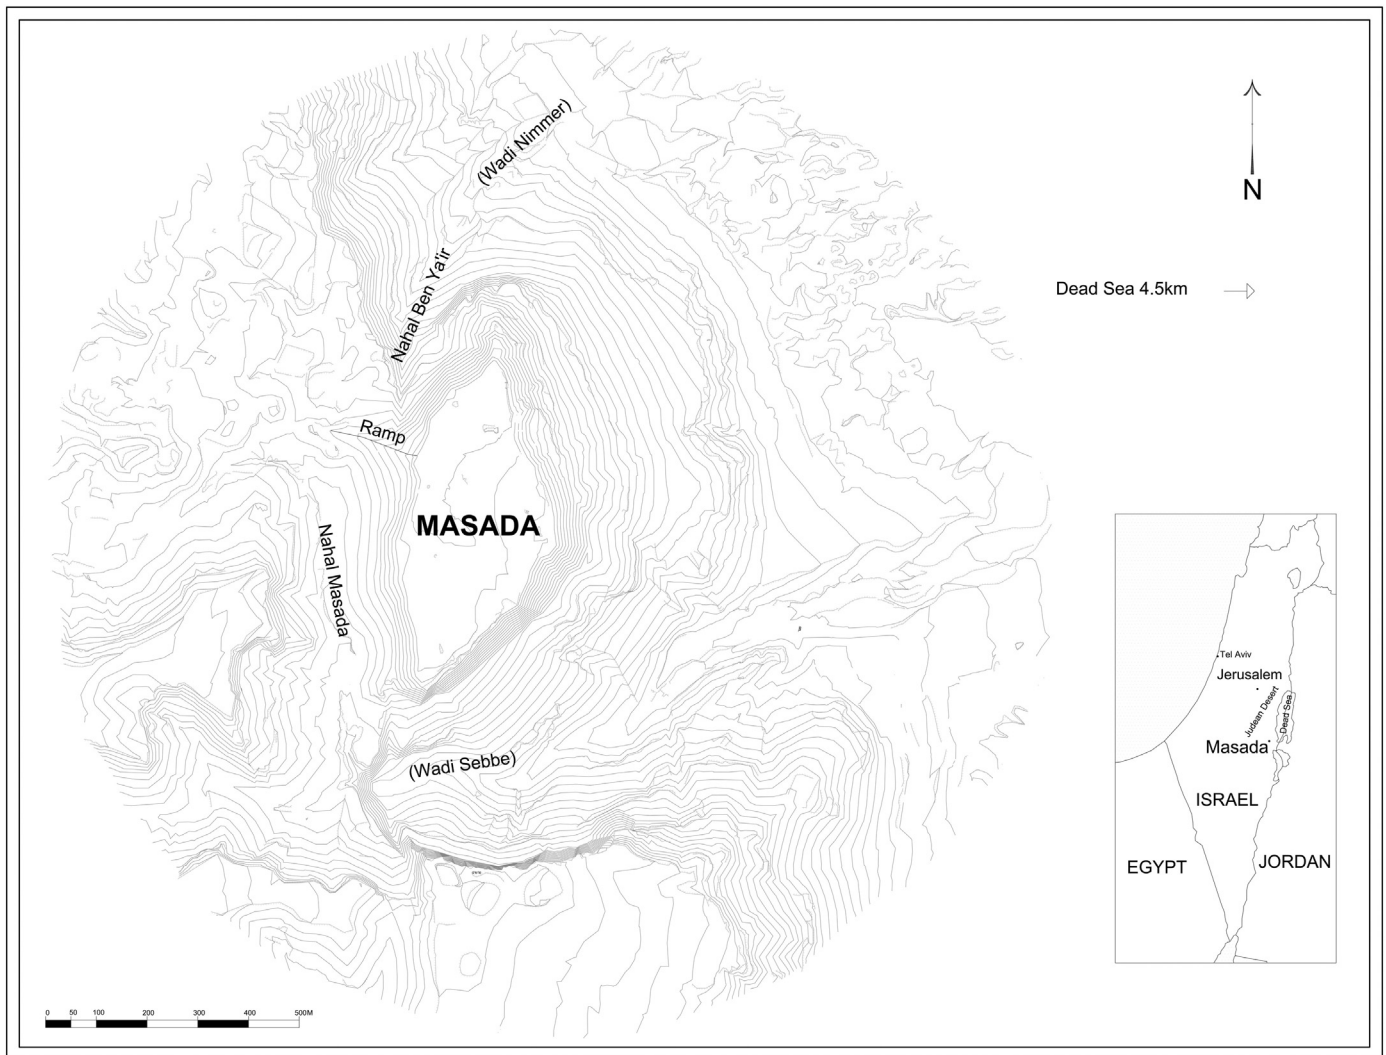 (Wadi Nimmer)
N
Nahal Ben Ya'ir
Dead Sea 4.5km
Ramp
MASADA
Nahal Masada
(Wadi Sebbe)
Tel Aviv
Jerusalem
Judean Desert
Dead Sea
Masada
ISRAEL
EGYPT
JORDAN
0 50 100 200 300 400 500M